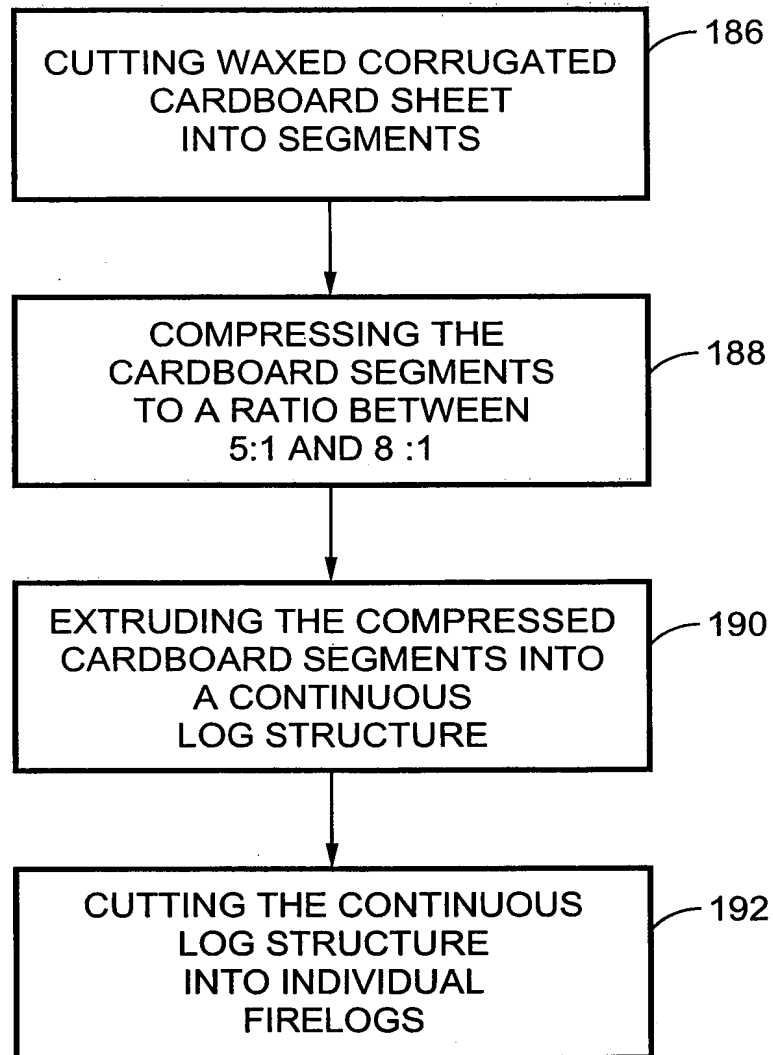 CUTTING WAXED CORRUGATED
CARDBOARD SHEET
INTO SEGMENTS
186
COMPRESSING THE
CARDBOARD SEGMENTS
TO A RATIO BETWEEN
5:1 AND 8 :1
188
EXTRUDING THE COMPRESSED
CARDBOARD SEGMENTS INTO
A CONTINUOUS
LOG STRUCTURE
190
CUTTING THE CONTINUOUS
LOG STRUCTURE
INTO INDIVIDUAL
FIRELOGS
192